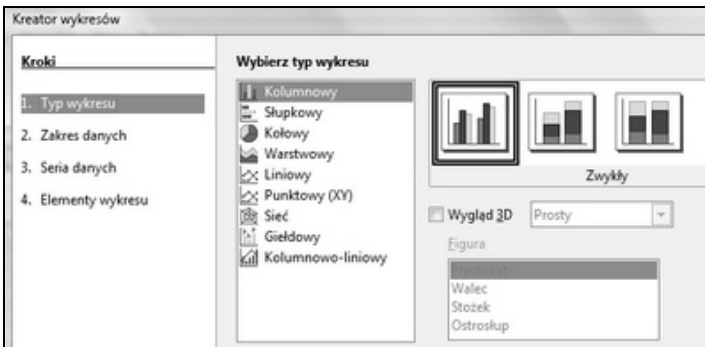 Kreator wykresów
Kroki
1. Typ wykresu
2. Zakres danych
3. Seria danych
4. Elementy wykresu
Wybierz typ wykresu
Kolumnowy
Słupkowy
Kołowy
Warstwowy
Liniowy
Punktowy (XY)
Sieć
Giełdowy
Kolumnowo-liniowy
Zwykły
Wygląd 3D
Prosty
Figura
Walec
Stożek
Ostrosłup